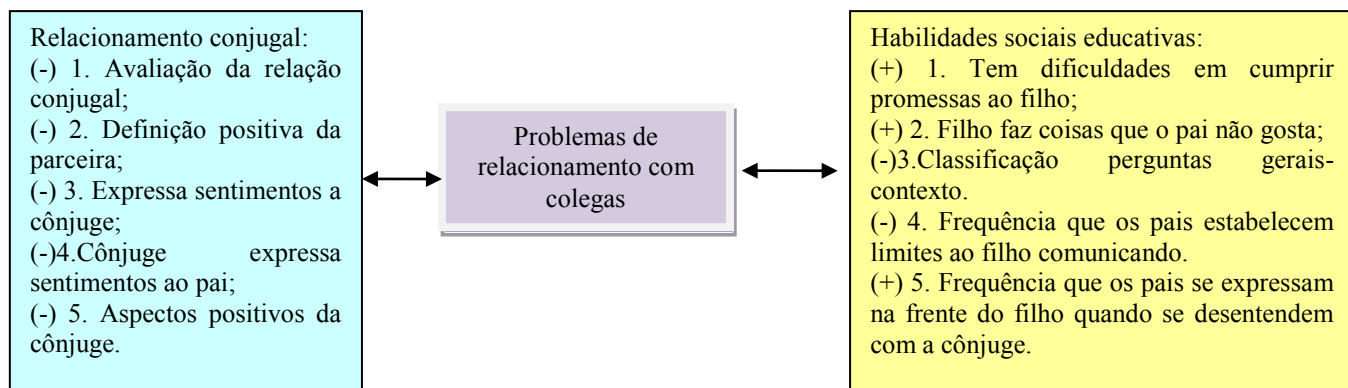 Relacionamento conjugal:
(-) 1. Avaliação da relação
conjugal;
(-) 2. Definição positiva da
parceira;
(-) 3. Expressa sentimentos a
cônjuge;
(-)4.Cônjuge expressa
sentimentos ao pai;
(-) 5. Aspectos positivos da
cônjuge.
Problemas de
relacionamento com
colegas
Habilidades sociais educativas:
(+) 1. Tem dificuldades em cumprir
promessas ao filho;
(+) 2. Filho faz coisas que o pai não gosta;
(-)3.Classificação perguntas gerais-
contexto.
(-) 4. Frequência que os pais estabelecem
limites ao filho comunicando.
(+) 5. Frequência que os pais se expressam
na frente do filho quando se desentendem
com a cônjuge.